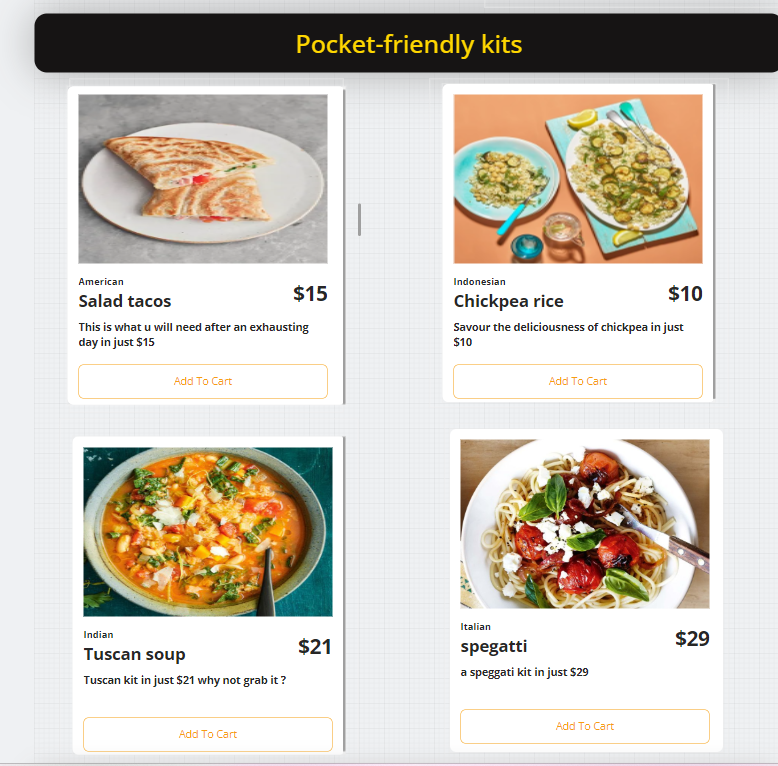 Pocket-friendly kits
American
Salad tacos
$15
This is what u will need after an exhausting
day in just $15
Add To Cart
Indonesian
Chickpea rice
$10
Savour the deliciousness of chickpea in just
$10
Add To Cart
Indian
Tuscan soup
$21
Tuscan kit in just $21 why not grab it ?
Add To Cart
Italian
spegatti
$29
a speggati kit in just $29
Add To Cart